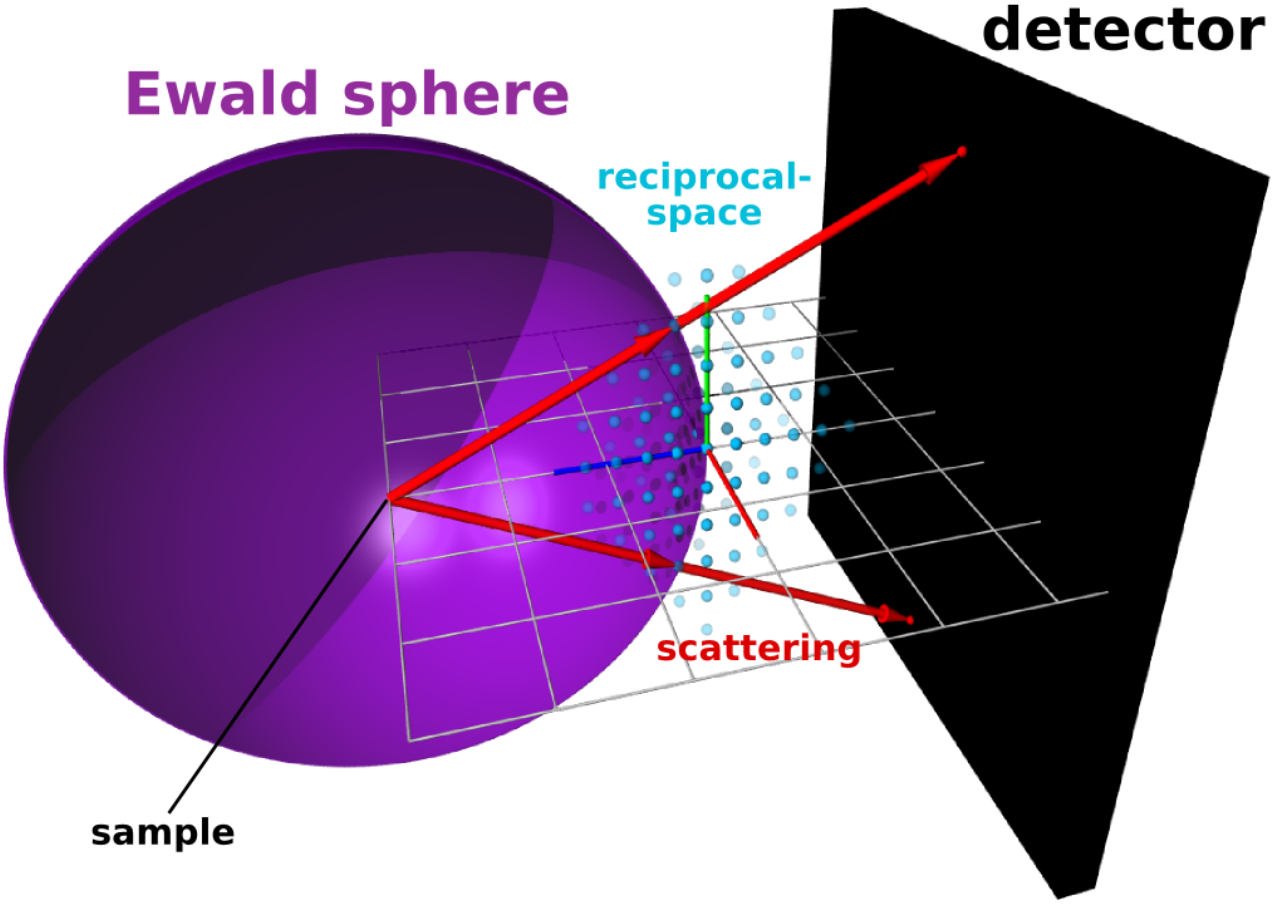 detector
Ewald sphere
reciprocal-
space
scattering
sample